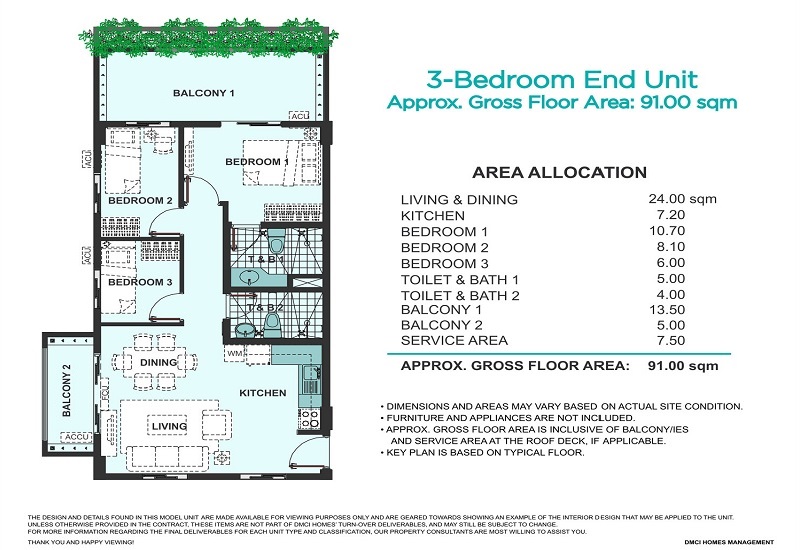 BALCONY 1
ACU
BEDROOM 1
ACU
BEDROOM 2
ACU
BEDROOM 3
T & B 1
T & B 2
WM
DINING
KITCHEN
FCU
BALCONY 2
LIVING
ACCU
3-Bedroom End Unit
Approx. Gross Floor Area: 91.00 sqm
AREA ALLOCATION
LIVING & DINING 24.00 sqm
KITCHEN 7.20
BEDROOM 1 10.70
BEDROOM 2 8.10
BEDROOM 3 6.00
TOILET & BATH 1 5.00
TOILET & BATH 2 4.00
BALCONY 1 13.50
BALCONY 2 5.00
SERVICE AREA 7.50
APPROX. GROSS FLOOR AREA: 91.00 sqm
• DIMENSIONS AND AREAS MAY VARY BASED ON ACTUAL SITE CONDITION.
• FURNITURE AND APPLIANCES ARE NOT INCLUDED.
• APPROX. GROSS FLOOR AREA IS INCLUSIVE OF BALCONY/IES
AND SERVICE AREA AT THE ROOF DECK, IF APPLICABLE.
• KEY PLAN IS BASED ON TYPICAL FLOOR.
THE DESIGN AND DETAILS FOUND IN THIS MODEL UNIT ARE MADE AVAILABLE FOR VIEWING PURPOSES ONLY AND ARE GEARED TOWARDS SHOWING AN EXAMPLE OF THE INTERIOR DESIGN THAT MAY BE APPLIED TO THE UNIT.
UNLESS OTHERWISE PROVIDED IN THE CONTRACT, THESE ITEMS ARE NOT PART OF DMCI HOMES' TURN-OVER DELIVERABLES, AND MAY STILL BE SUBJECT TO CHANGE.
FOR MORE INFORMATION REGARDING THE FINAL DELIVERABLES FOR EACH UNIT TYPE AND CLASSIFICATION, OUR PROPERTY CONSULTANTS ARE MOST WILLING TO ASSIST YOU.
THANK YOU AND HAPPY VIEWING!
DMCI HOMES MANAGEMENT